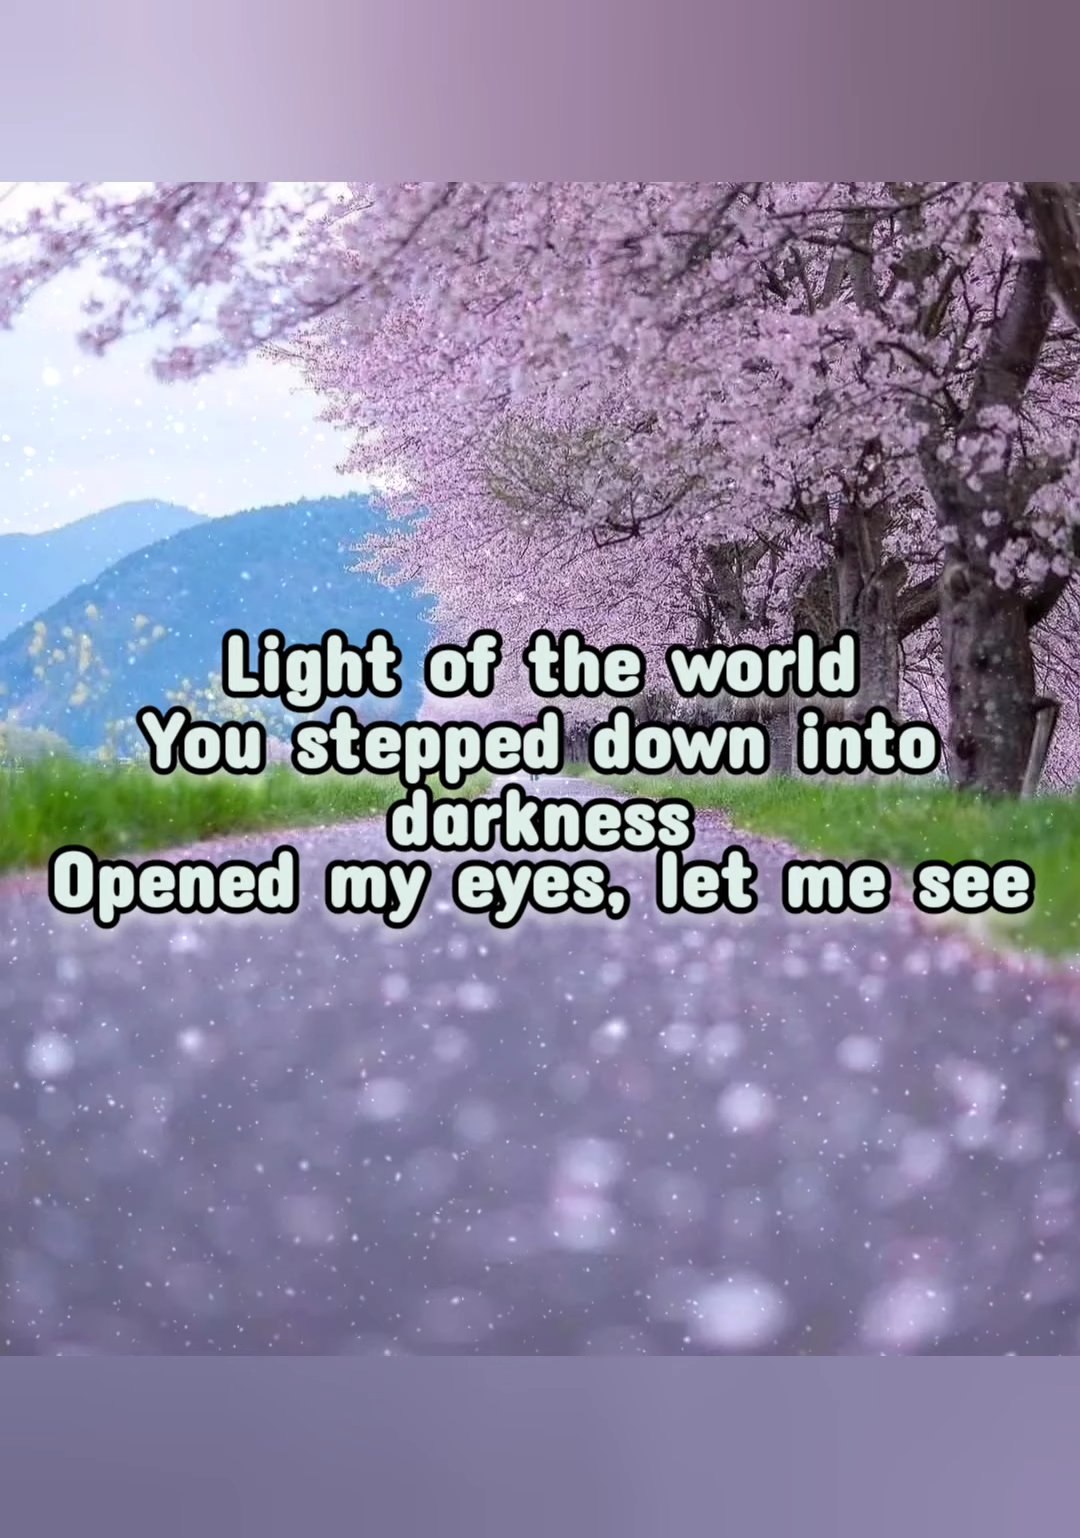 Light of the world
You stepped down into
darkness
Opened my eyes, let me see